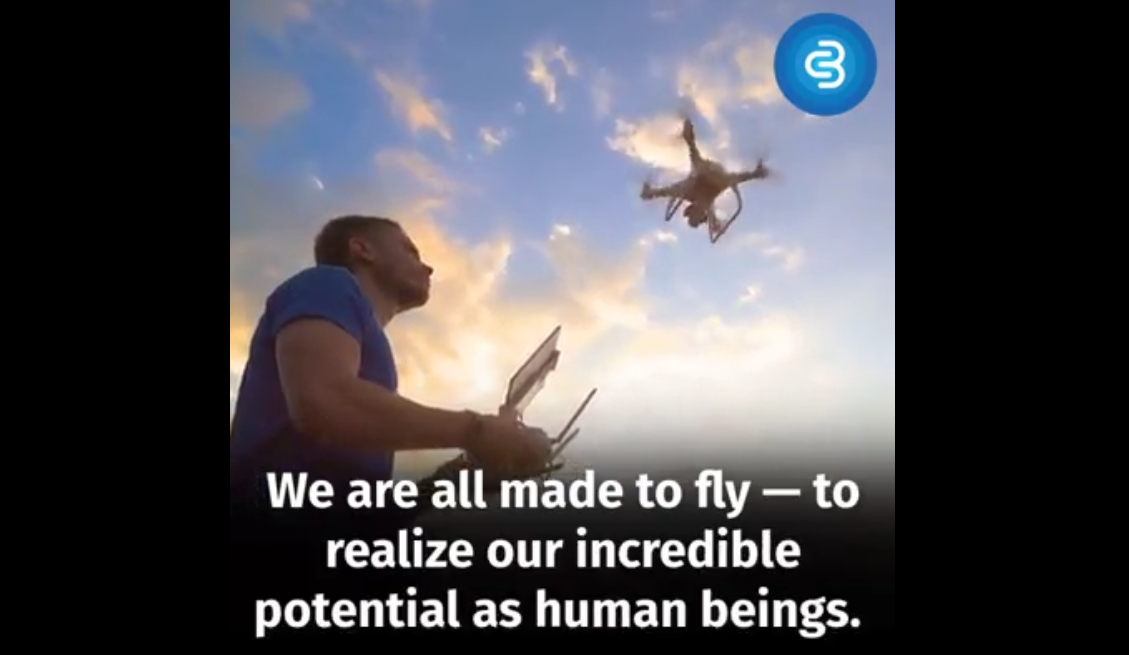 We are all made to fly — to
realize our incredible
potential as human beings.